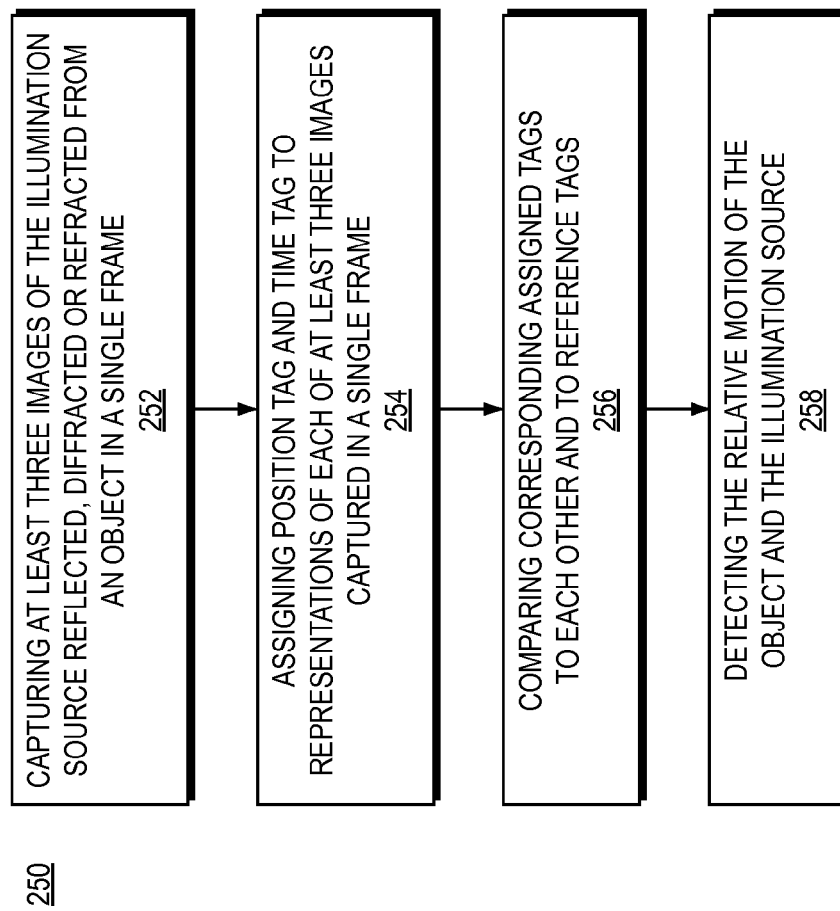 250
CAPTURING AT LEAST THREE IMAGES OF THE ILLUMINATION
SOURCE REFLECTED, DIFFRACTED OR REFRACTED FROM
AN OBJECT IN A SINGLE FRAME
252
ASSIGNING POSITION TAG AND TIME TAG TO
REPRESENTATIONS OF EACH OF AT LEAST THREE IMAGES
CAPTURED IN A SINGLE FRAME
254
COMPARING CORRESPONDING ASSIGNED TAGS
TO EACH OTHER AND TO REFERENCE TAGS
256
DETECTING THE RELATIVE MOTION OF THE
OBJECT AND THE ILLUMINATION SOURCE
258